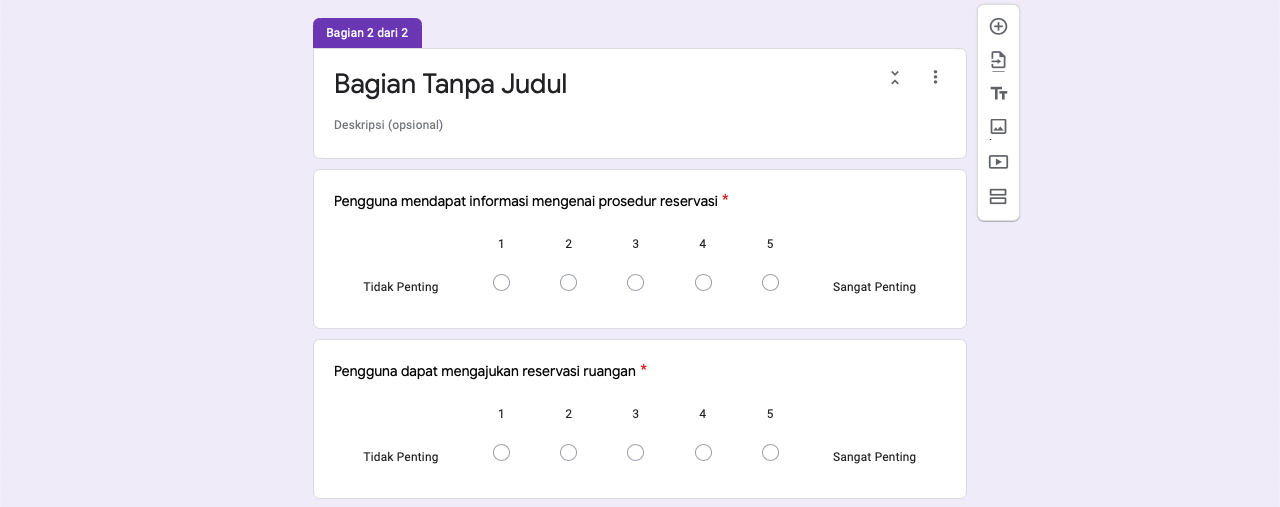 Bagian 2 dari 2
Bagian Tanpa Judul
Deskripsi (opsional)
Pengguna mendapat informasi mengenai prosedur reservasi *
1 2 3 4 5
Tidak Penting Sangat Penting
Pengguna dapat mengajukan reservasi ruangan *
1 2 3 4 5
Tidak Penting Sangat Penting